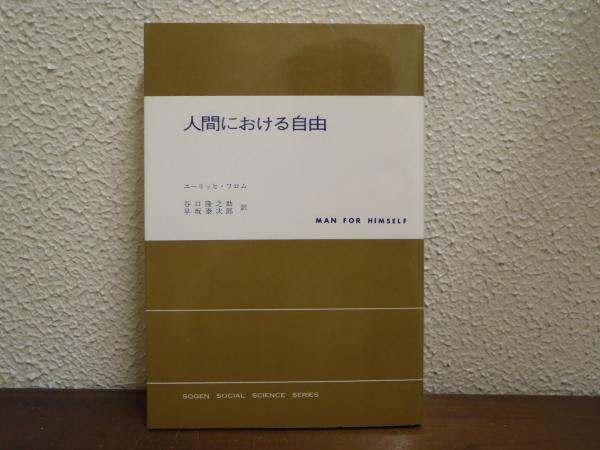 人間における自由
エーリッヒ・フロム
谷口隆之助
早坂泰次郎 訳
MAN FOR HIMSELF
SOGEN SOCIAL SCIENCE SERIES